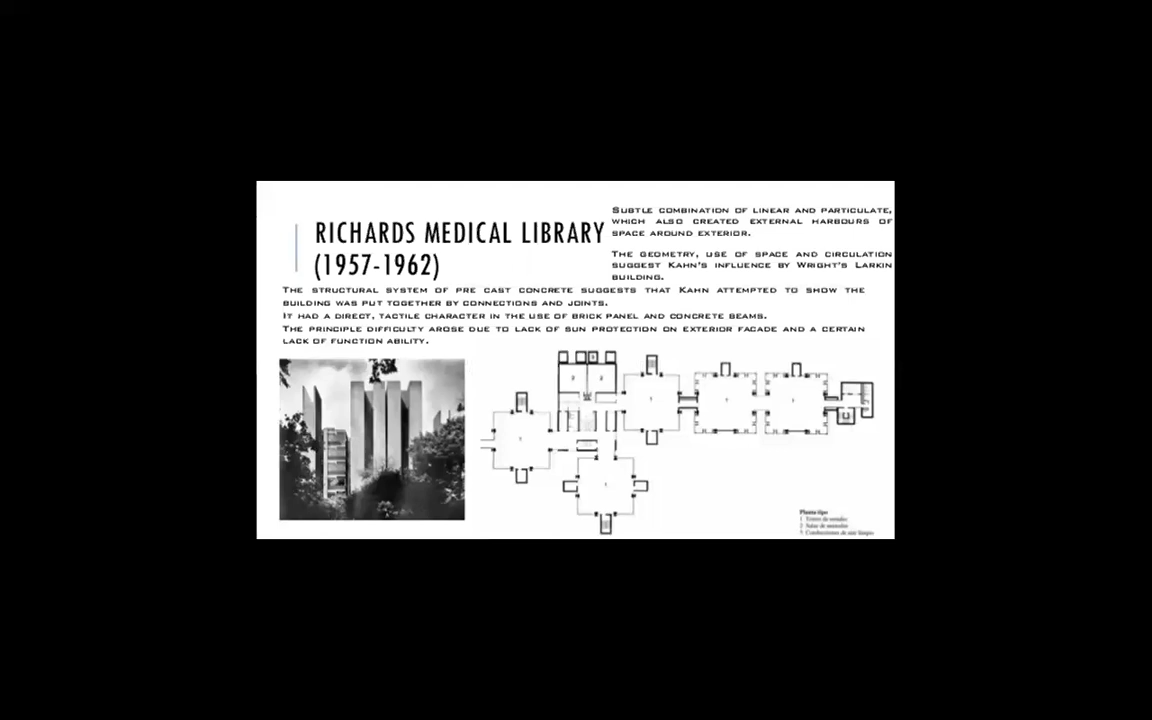 RICHARDS MEDICAL LIBRARY
(1957-1962)
SUBTLE COMBINATION OF LINEAR AND PARTICULATE,
WHICH ALSO CREATED EXTERNAL HARBOURS OF
SPACE AROUND EXTERIOR.
THE GEOMETRY, USE OF SPACE AND CIRCULATION
SUGGEST KAHN'S INFLUENCE BY WRIGHT'S LARKIN
BUILDING.
THE STRUCTURAL SYSTEM OF PRE CAST CONCRETE SUGGESTS THAT KAHN ATTEMPTED TO SHOW THE
BUILDING WAS PUT TOGETHER BY CONNECTIONS AND JOINTS.
IT HAD A DIRECT, TACTILE CHARACTER IN THE USE OF BRICK PANEL AND CONCRETE BEAMS.
THE PRINCIPLE DIFFICULTY AROSE DUE TO LACK OF SUN PROTECTION ON EXTERIOR FACADE AND A CERTAIN
LACK OF FUNCTION ABILITY.
Planta tipo